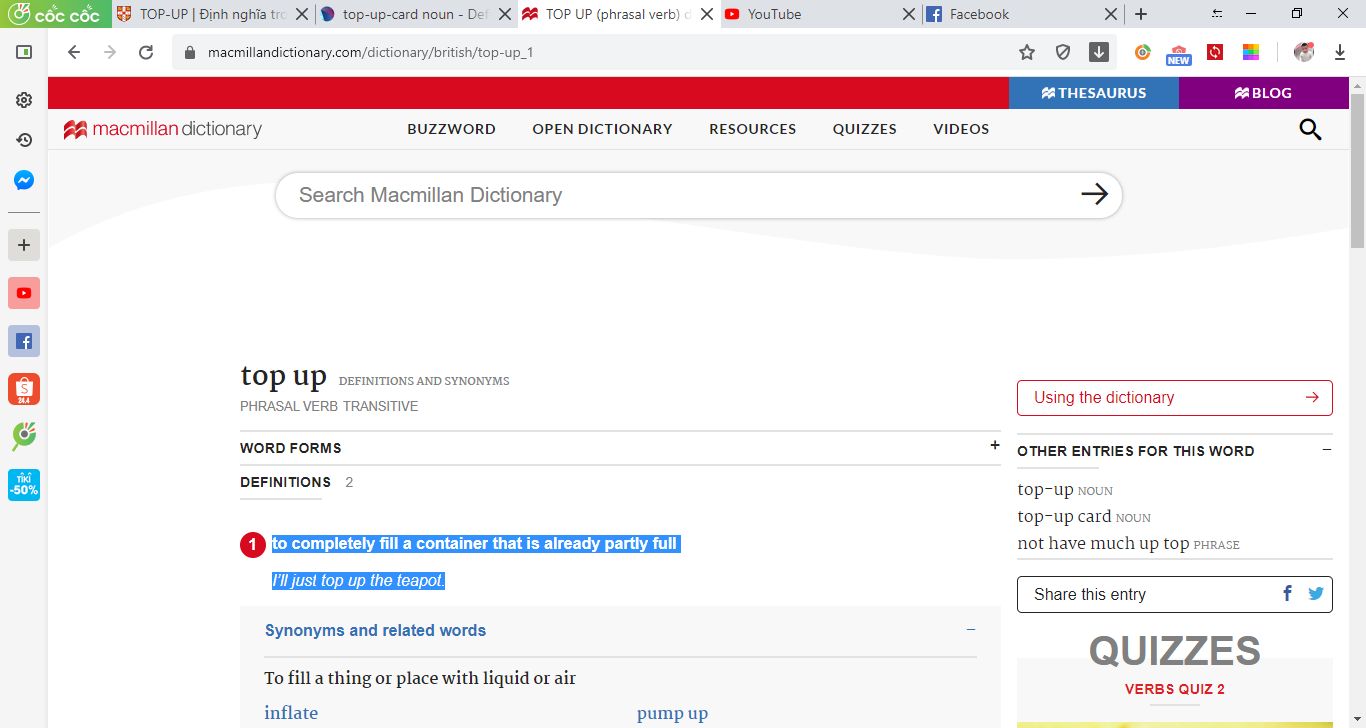 cốc cốc
TOP-UP | Định nghĩa tro
top-up-card noun - Def
TOP UP (phrasal verb) d
YouTube
Facebook
macmillandictionary.com/dictionary/british/top-up_1
NEW
THESAURUS
BLOG
macmillan dictionary
BUZZWORD
OPEN DICTIONARY
RESOURCES
QUIZZES
VIDEOS
Search Macmillan Dictionary
top up DEFINITIONS AND SYNONYMS
PHRASAL VERB TRANSITIVE
WORD FORMS
DEFINITIONS 2
1 to completely fill a container that is already partly full
I'll just top up the teapot.
Synonyms and related words
To fill a thing or place with liquid or air
inflate
pump up
Using the dictionary
OTHER ENTRIES FOR THIS WORD
top-up NOUN
top-up card NOUN
not have much up top PHRASE
Share this entry
QUIZZES
VERBS QUIZ 2
24.4
TIKI
-50%